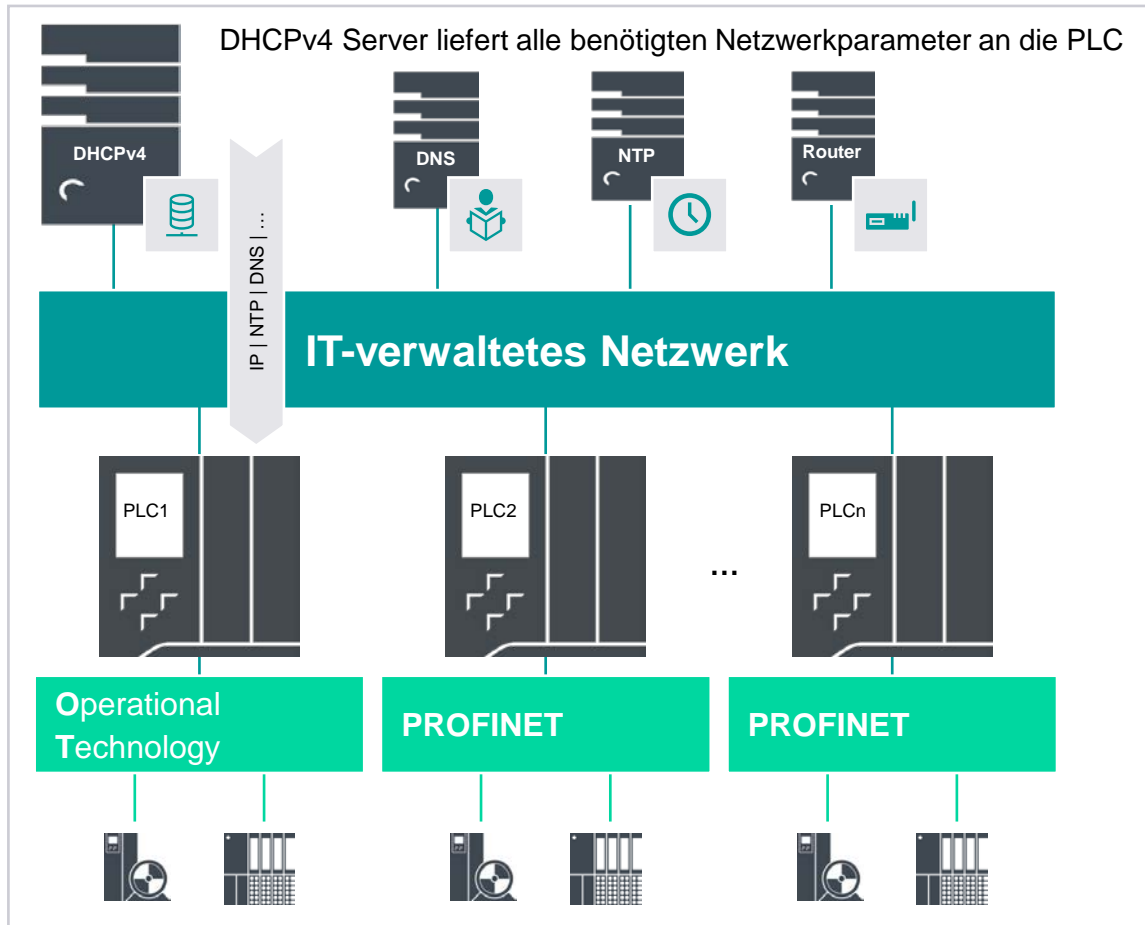 DHCPv4 Server liefert alle benötigten Netzwerkparameter an die PLC
DHCPv4
DNS
NTP
Router
IP | NTP | DNS | …
IT-verwaltetes Netzwerk
PLC1
PLC2
…
PLCn
Operational
Technology
PROFINET
PROFINET